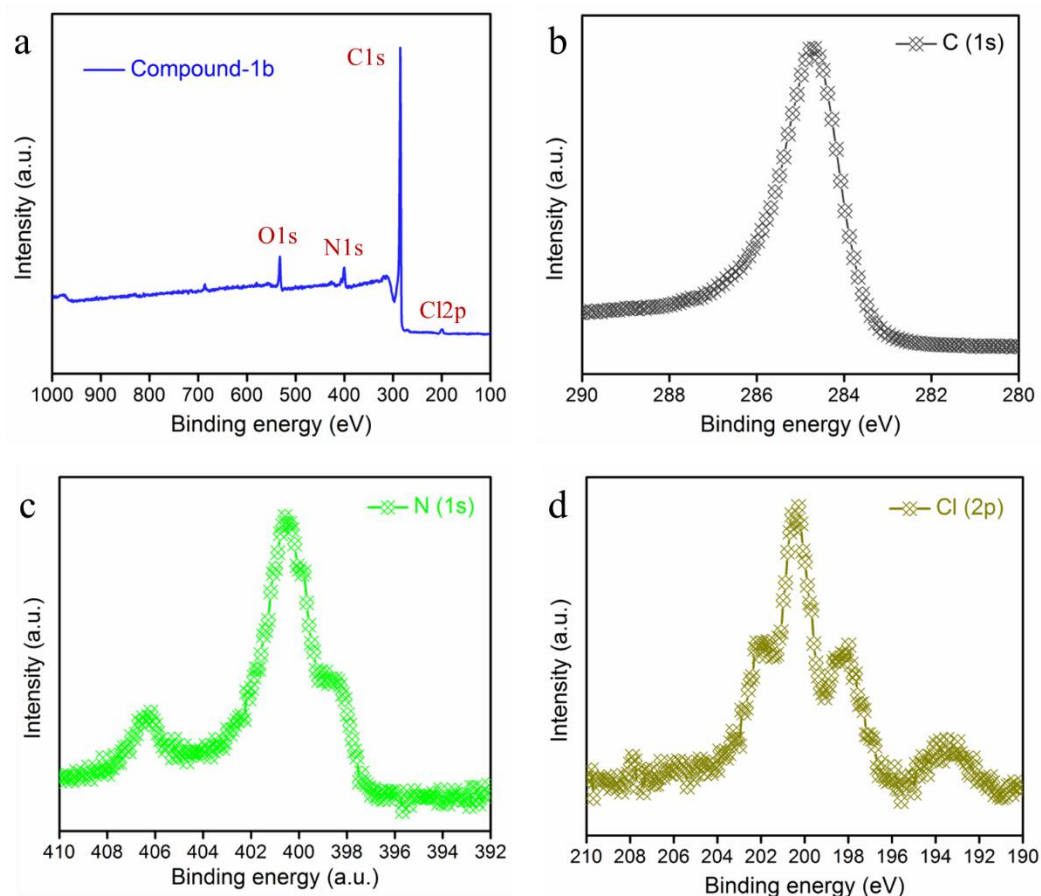 a
Compound-1b
C1s
O1s
N1s
Cl2p
Intensity (a.u.)
1000 900 800 700 600 500 400 300 200 100
Binding energy (eV)
b
C (1s)
Intensity (a.u.)
290 288 286 284 282 280
Binding energy (eV)
c
N (1s)
Intensity (a.u.)
410 408 406 404 402 400 398 396 394 392
Binding energy (a.u.)
d
Cl (2p)
Intensity (a.u.)
210 208 206 204 202 200 198 196 194 192 190
Binding energy (eV)